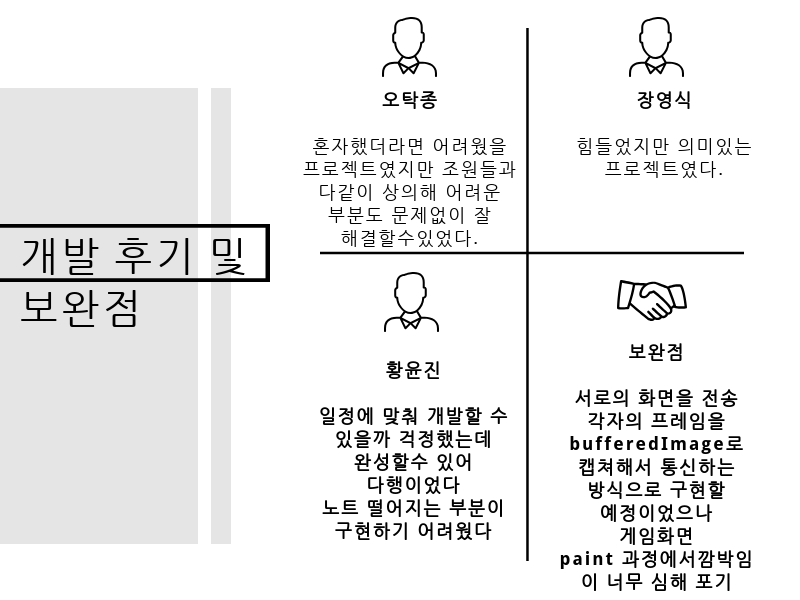 개발 후기 및
보완점
오탁종
혼자했더라면 어려웠을
프로젝트였지만 조원들과
다같이 상의해 어려운
부분도 문제없이 잘
해결할수있었다.
장영식
힘들었지만 의미있는
프로젝트였다.
황윤진
일정에 맞춰 개발할 수
있을까 걱정했는데
완성할수 있어
다행이었다
노트 떨어지는 부분이
구현하기 어려웠다
보완점
서로의 화면을 전송
각자의 프레임을
bufferedImage로
캡쳐해서 통신하는
방식으로 구현할
예정이었으나
게임화면
paint 과정에서깜박임
이 너무 심해 포기